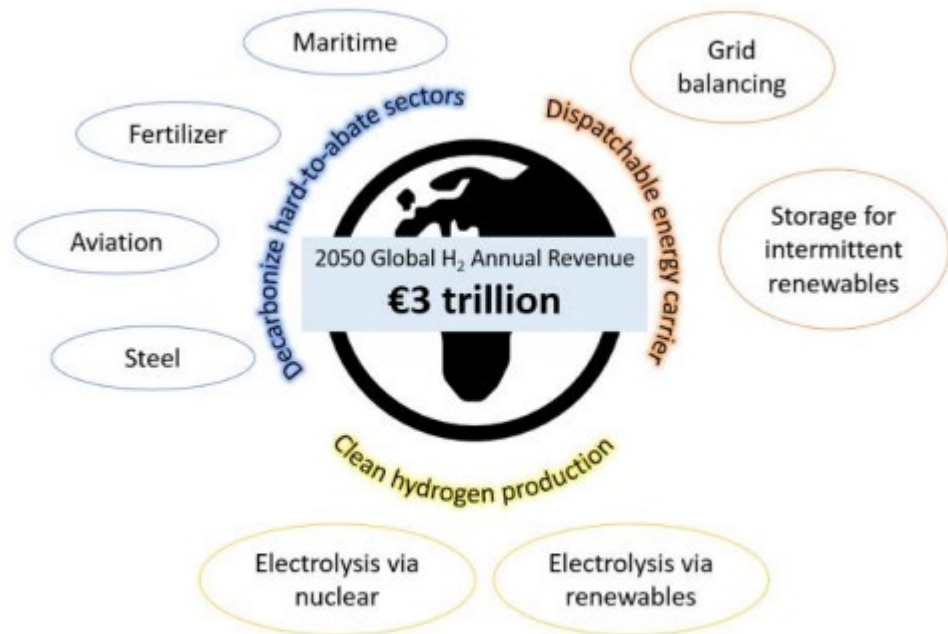 Maritime
Fertilizer
Aviation
Steel
Decarbonize hard-to-abate sectors
2050 Global H₂ Annual Revenue
€3 trillion
Dispatchable energy carrier
Grid
balancing
Storage for
intermittent
renewables
Clean hydrogen production
Electrolysis via
nuclear
Electrolysis via
renewables